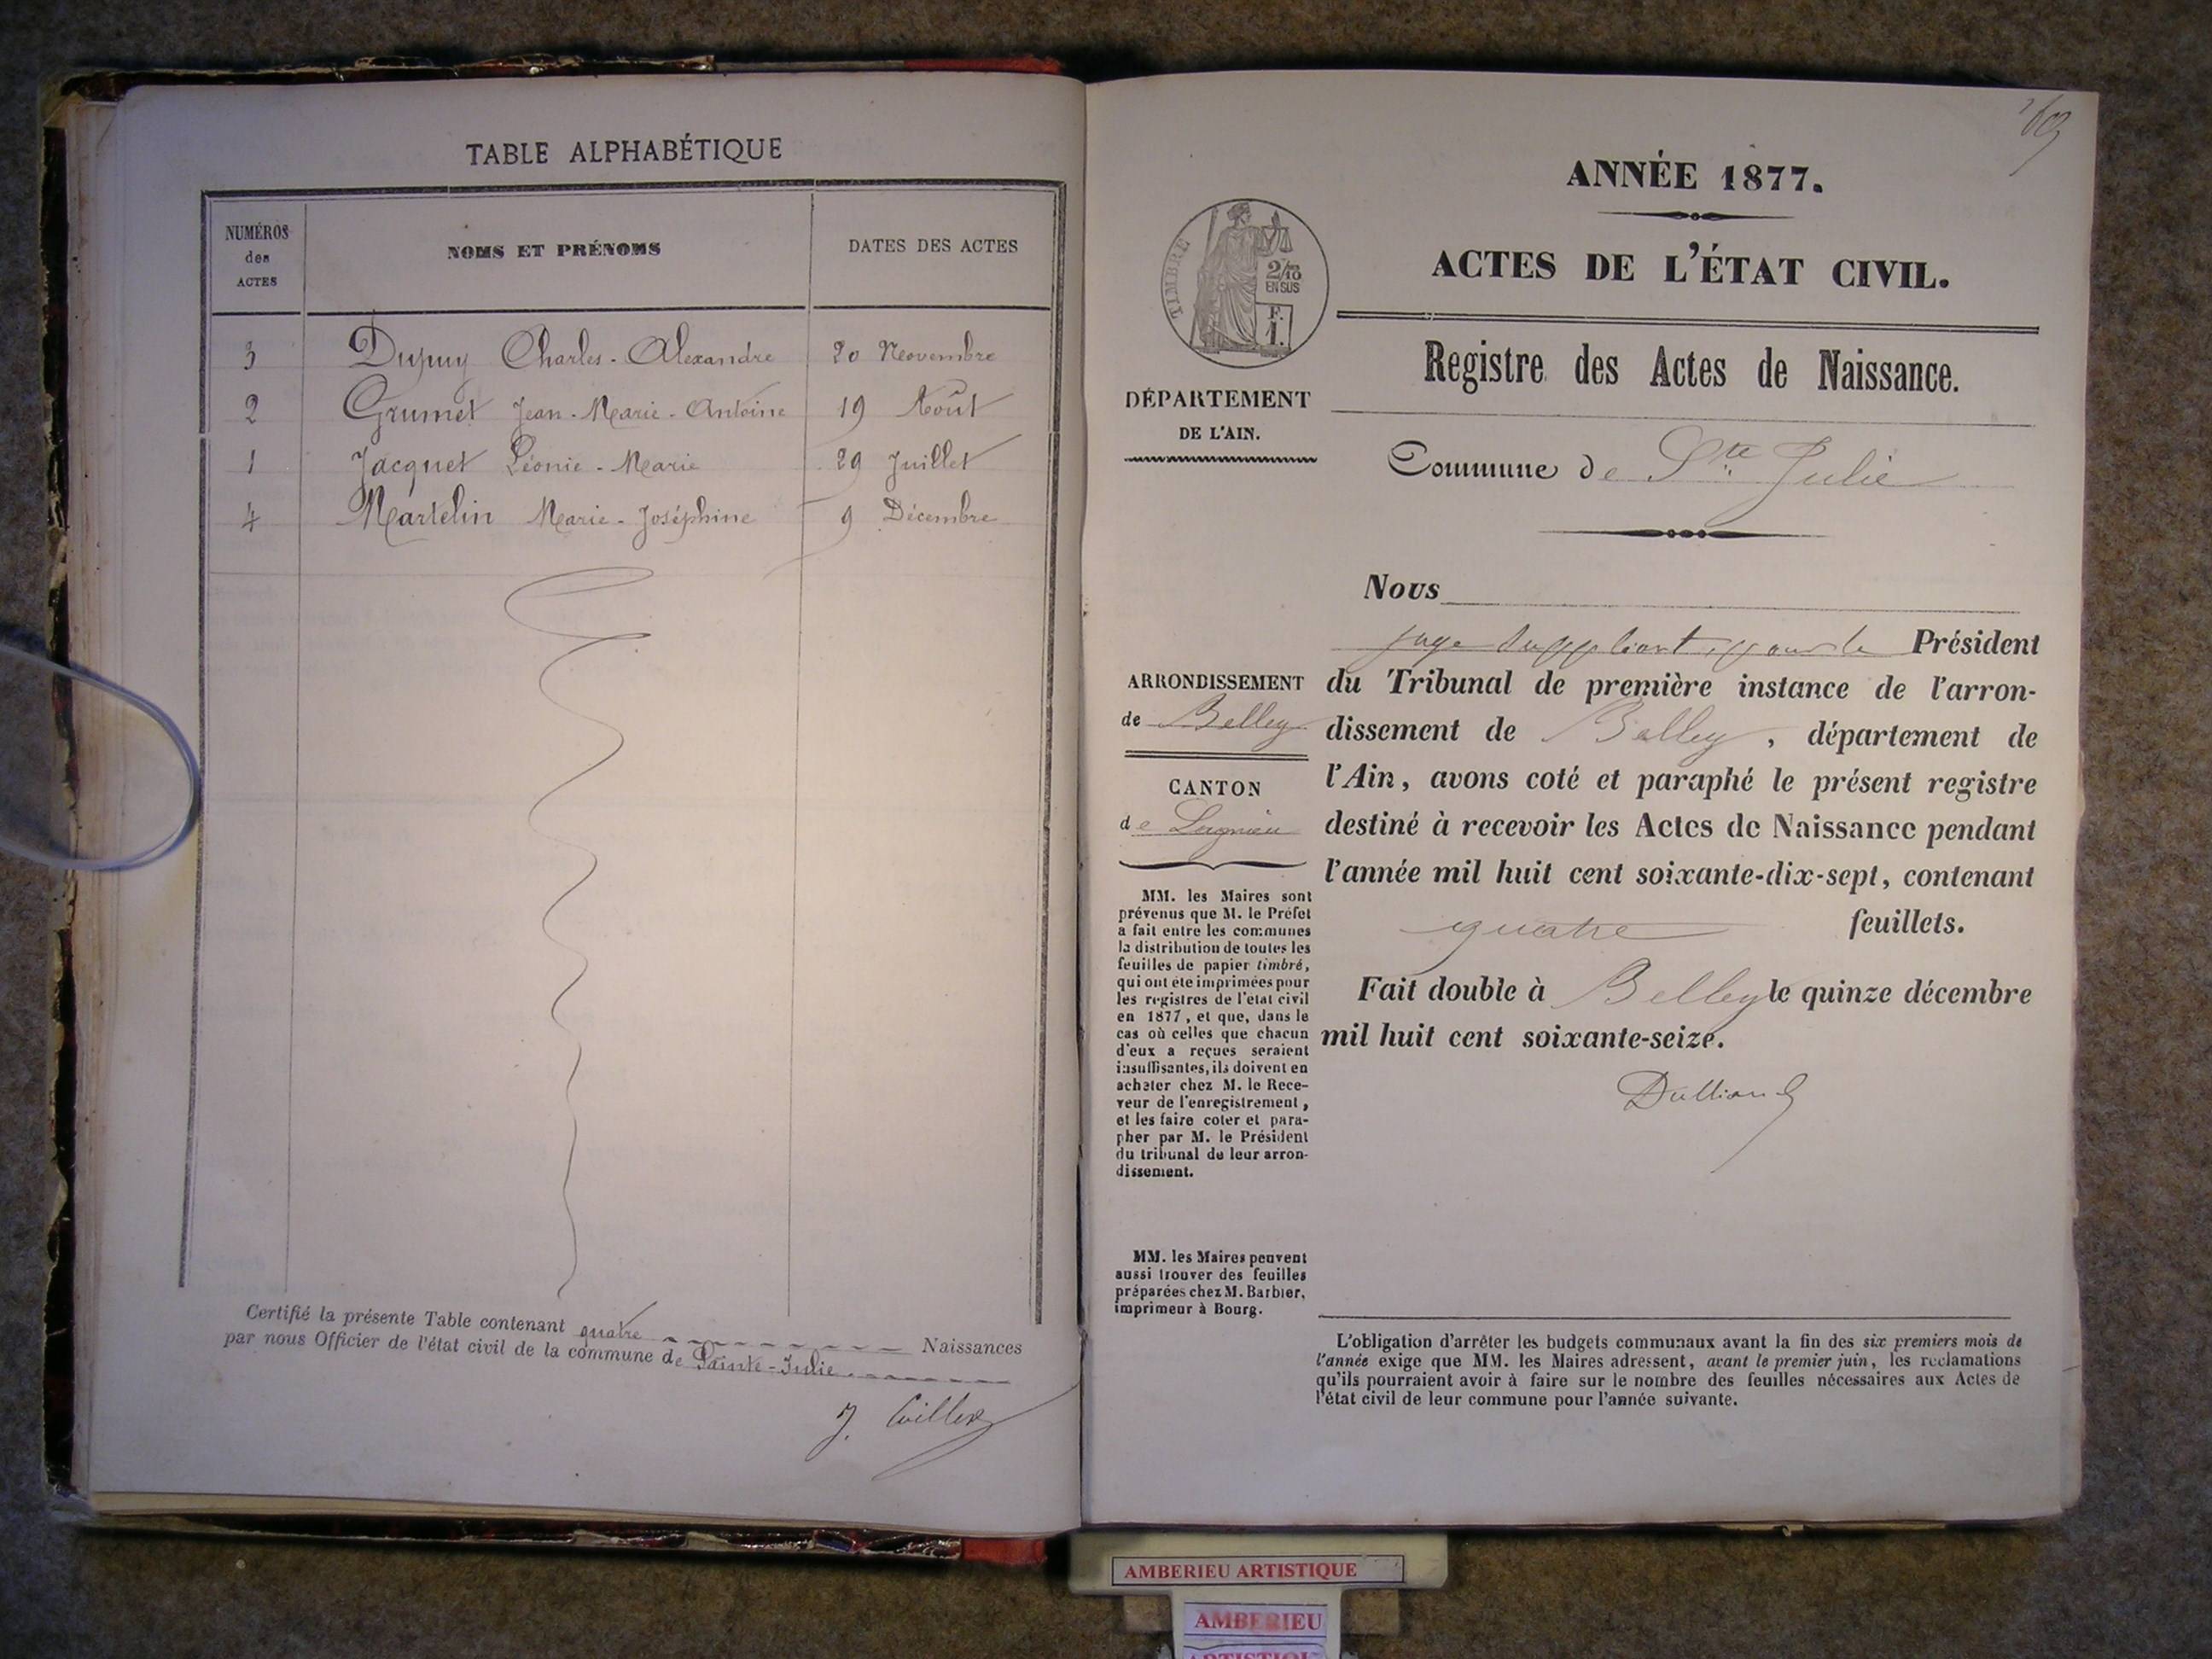 TABLE ALPHABÉTIQUE
NUMÉROS des ACTES
NOMS ET PRÉNOMS
DATES DES ACTES
3 Dupuy Charles-Alexandre 20 Novembre
2 Grumet Jean-Marie-Antoine 19 Août
1 Jacquet Léonie-Marie 29 Juillet
4 Martelin Marie-Joséphine 9 Décembre
Certifié la présente Table contenant quatre Naissances
par nous Officier de l'état civil de la commune de Sainte-Julie
ANNÉE 1877.
ACTES DE L'ÉTAT CIVIL.
TIMBRE
2/10
EN SUS
F.
1.
DÉPARTEMENT
DE L'AIN.
Registre des Actes de Naissance.
Commune de Ste Julie
ARRONDISSEMENT
de Belley
CANTON
de Lagnieu
MM. les Maires sont
prévenus que M. le Préfet
a fait entre les communes
la distribution de toutes les
feuilles de papier timbré,
qui ont été imprimées pour
les registres de l'état civil
en 1877, et que, dans le
cas où celles que chacun
d'eux a reçues seraient
insuffisantes, ils doivent en
acheter chez M. le Rece-
veur de l'enregistrement,
et les faire coter et para-
pher par M. le Président
du tribunal de leur arron-
dissement.
MM. les Maires peuvent
aussi trouver des feuilles
préparées chez M. Barbier,
imprimeur à Bourg.
Nous
juge suppléant, pour le Président
du Tribunal de première instance de l'arron-
dissement de Belley, département de
l'Ain, avons coté et paraphé le présent registre
destiné à recevoir les Actes de Naissance pendant
l'année mil huit cent soixante-dix-sept, contenant
quatre feuillets.
Fait double à Belley le quinze décembre
mil huit cent soixante-seize.
L'obligation d'arrêter les budgets communaux avant la fin des six premiers mois de
l'année exige que MM. les Maires adressent, avant le premier juin, les réclamations
qu'ils pourraient avoir à faire sur le nombre des feuilles nécessaires aux Actes de
l'état civil de leur commune pour l'année suivante.
AMBERIEU ARTISTIQUE
AMBERIEU
ARTISTIQUE